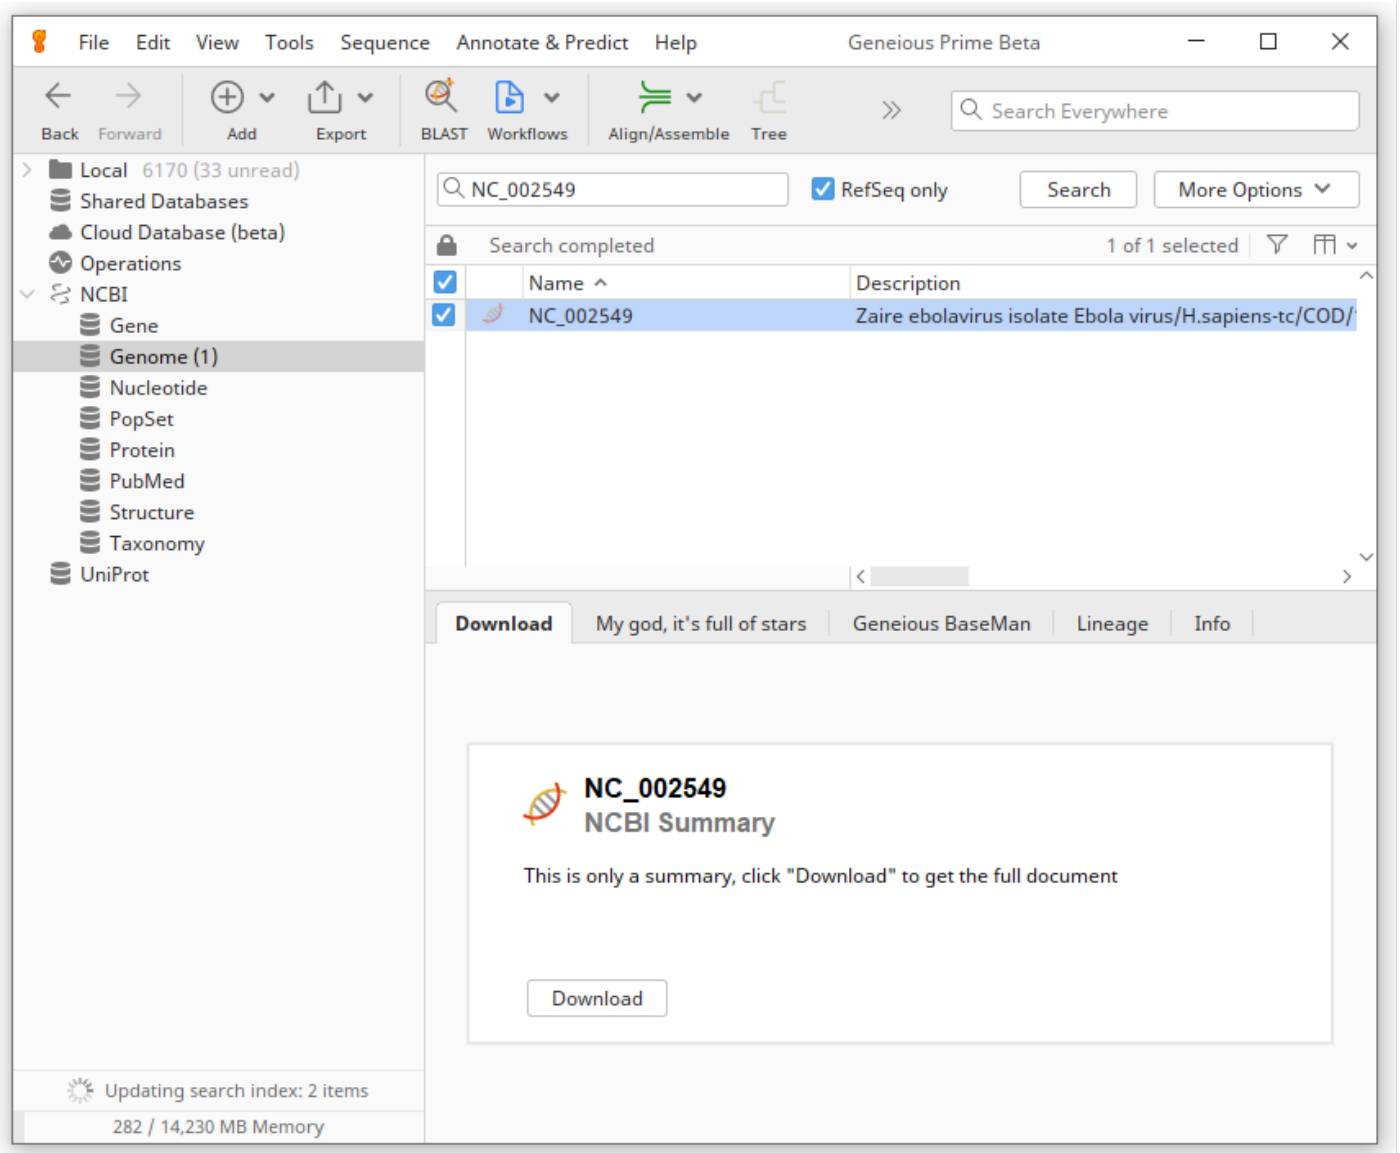 File Edit View Tools Sequence Annotate & Predict Help Geneious Prime Beta
Back Forward Add Export BLAST Workflows Align/Assemble Tree Search Everywhere
Local 6170 (33 unread)
Shared Databases
Cloud Database (beta)
Operations
NCBI
Gene
Genome (1)
Nucleotide
PopSet
Protein
PubMed
Structure
Taxonomy
UniProt
Updating search index: 2 items
282 / 14,230 MB Memory
NC_002549 RefSeq only Search More Options
Search completed 1 of 1 selected
Name Description
NC_002549 Zaire ebolavirus isolate Ebola virus/H.sapiens-tc/COD/
Download My god, it's full of stars Geneious BaseMan Lineage Info
NC_002549
NCBI Summary
This is only a summary, click "Download" to get the full document
Download